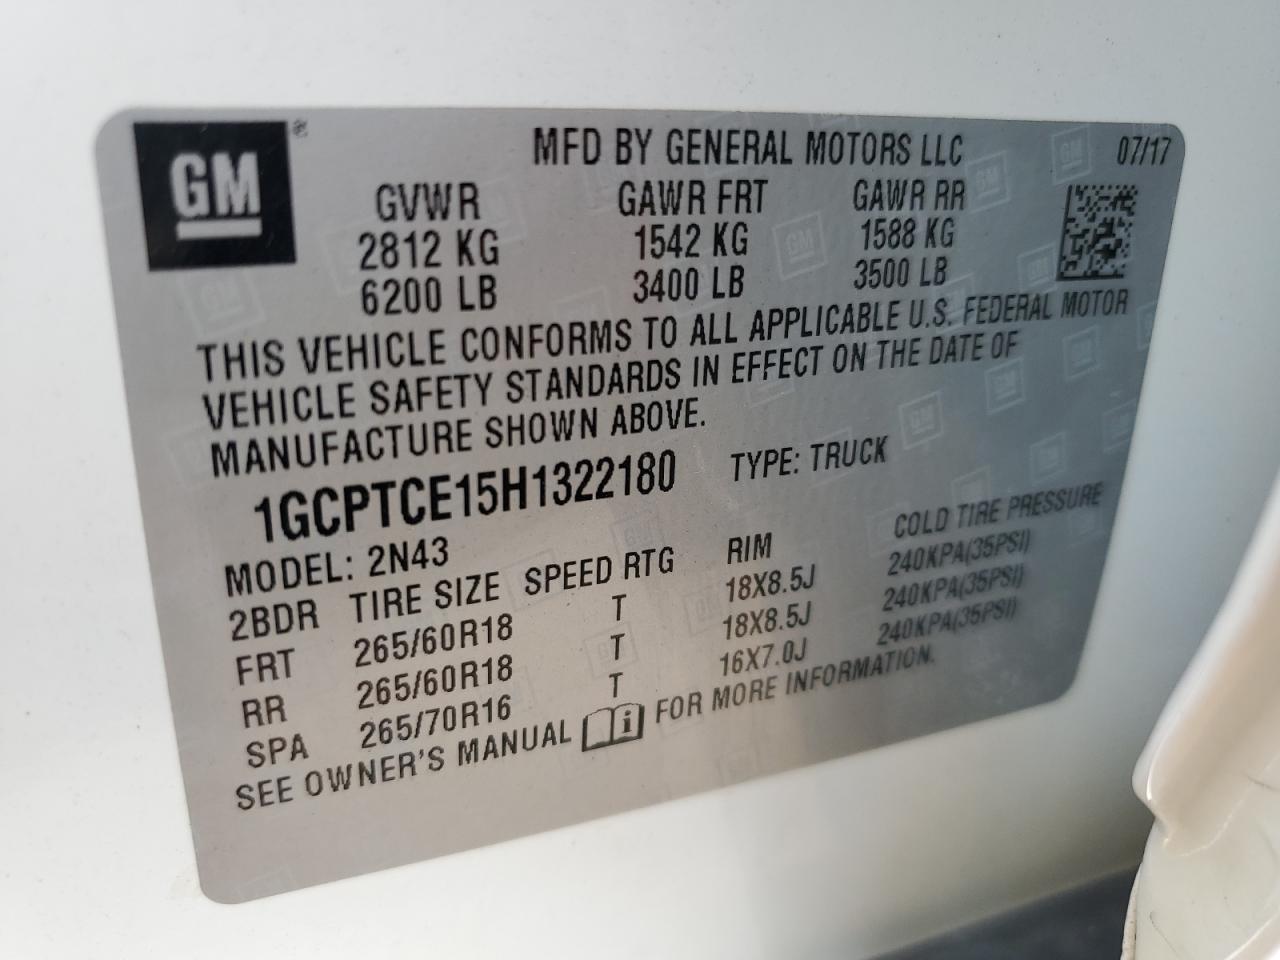 GM ®
MFD BY GENERAL MOTORS LLC 07/17
GVWR GAWR FRT GAWR RR
2812 KG 1542 KG 1588 KG
6200 LB 3400 LB 3500 LB
THIS VEHICLE CONFORMS TO ALL APPLICABLE U.S. FEDERAL MOTOR
VEHICLE SAFETY STANDARDS IN EFFECT ON THE DATE OF
MANUFACTURE SHOWN ABOVE.
1GCPTCE15H1322180 TYPE: TRUCK
MODEL: 2N43
2BDR TIRE SIZE SPEED RTG RIM COLD TIRE PRESSURE
FRT 265/60R18 T 18X8.5J 240KPA(35PSI)
RR 265/60R18 T 18X8.5J 240KPA(35PSI)
SPA 265/70R16 T 16X7.0J 240KPA(35PSI)
SEE OWNER'S MANUAL i FOR MORE INFORMATION.